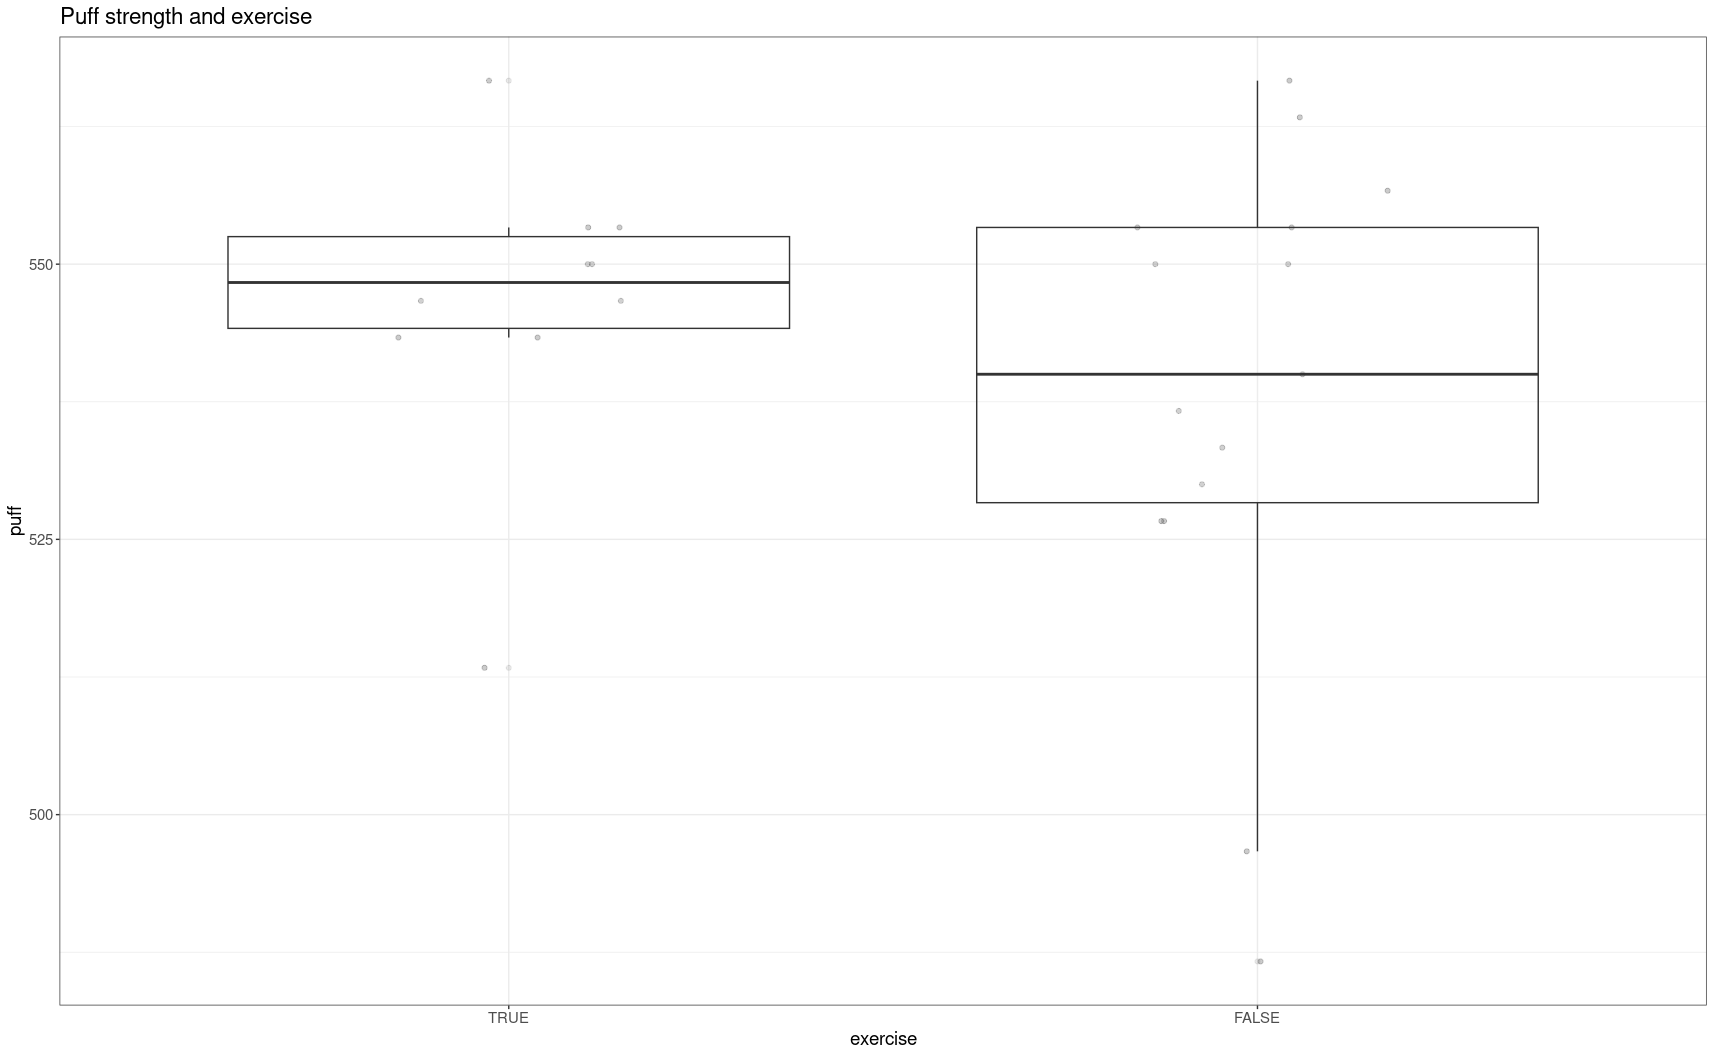 Puff strength and exercise
puff
550
525
500
TRUE
FALSE
exercise